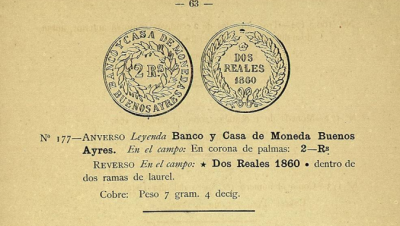 — 63 —
BANCO Y CASA DE MONEDA BUENOS AYRES
2 Rs
DOS
REALES
1860
Nº 177—ANVERSO Leyenda Banco y Casa de Moneda Buenos
Ayres. En el campo: En corona de palmas: 2—Rs
REVERSO En el campo: ★ Dos Reales 1860 • dentro de
dos ramas de laurel.
Cobre: Peso 7 gram. 4 decig.